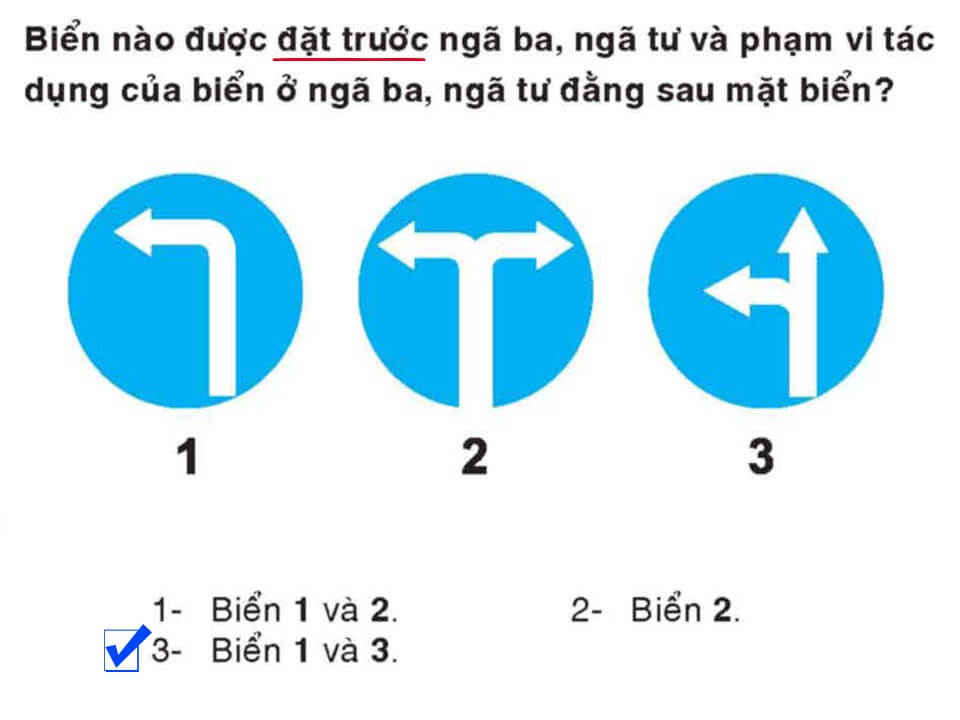 Biển nào được đặt trước ngã ba, ngã tư và phạm vi tác
dụng của biển ở ngã ba, ngã tư đằng sau mặt biển?
1 2 3
1- Biển 1 và 2. 2- Biển 2.
3- Biển 1 và 3.